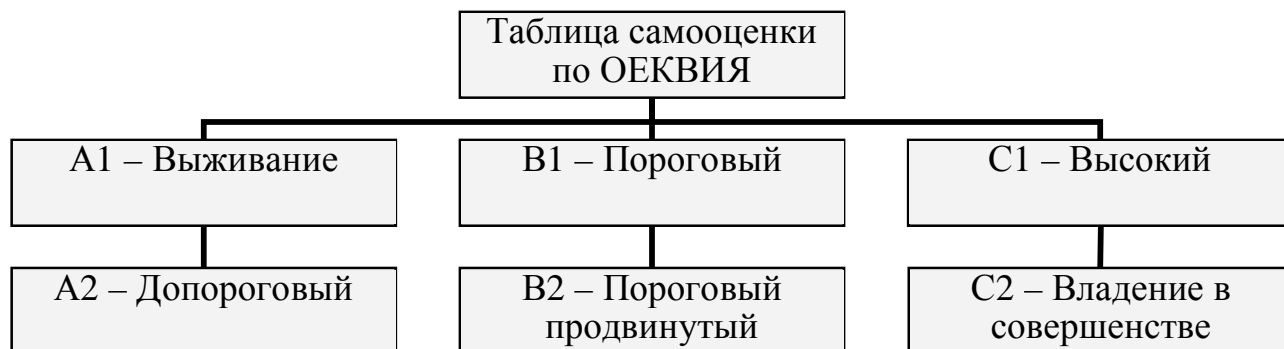 Таблица самооценки
по ОЕКВИЯ
А1 – Выживание
В1 – Пороговый
С1 – Высокий
А2 – Допороговый
В2 – Пороговый
продвинутый
С2 – Владение в
совершенстве